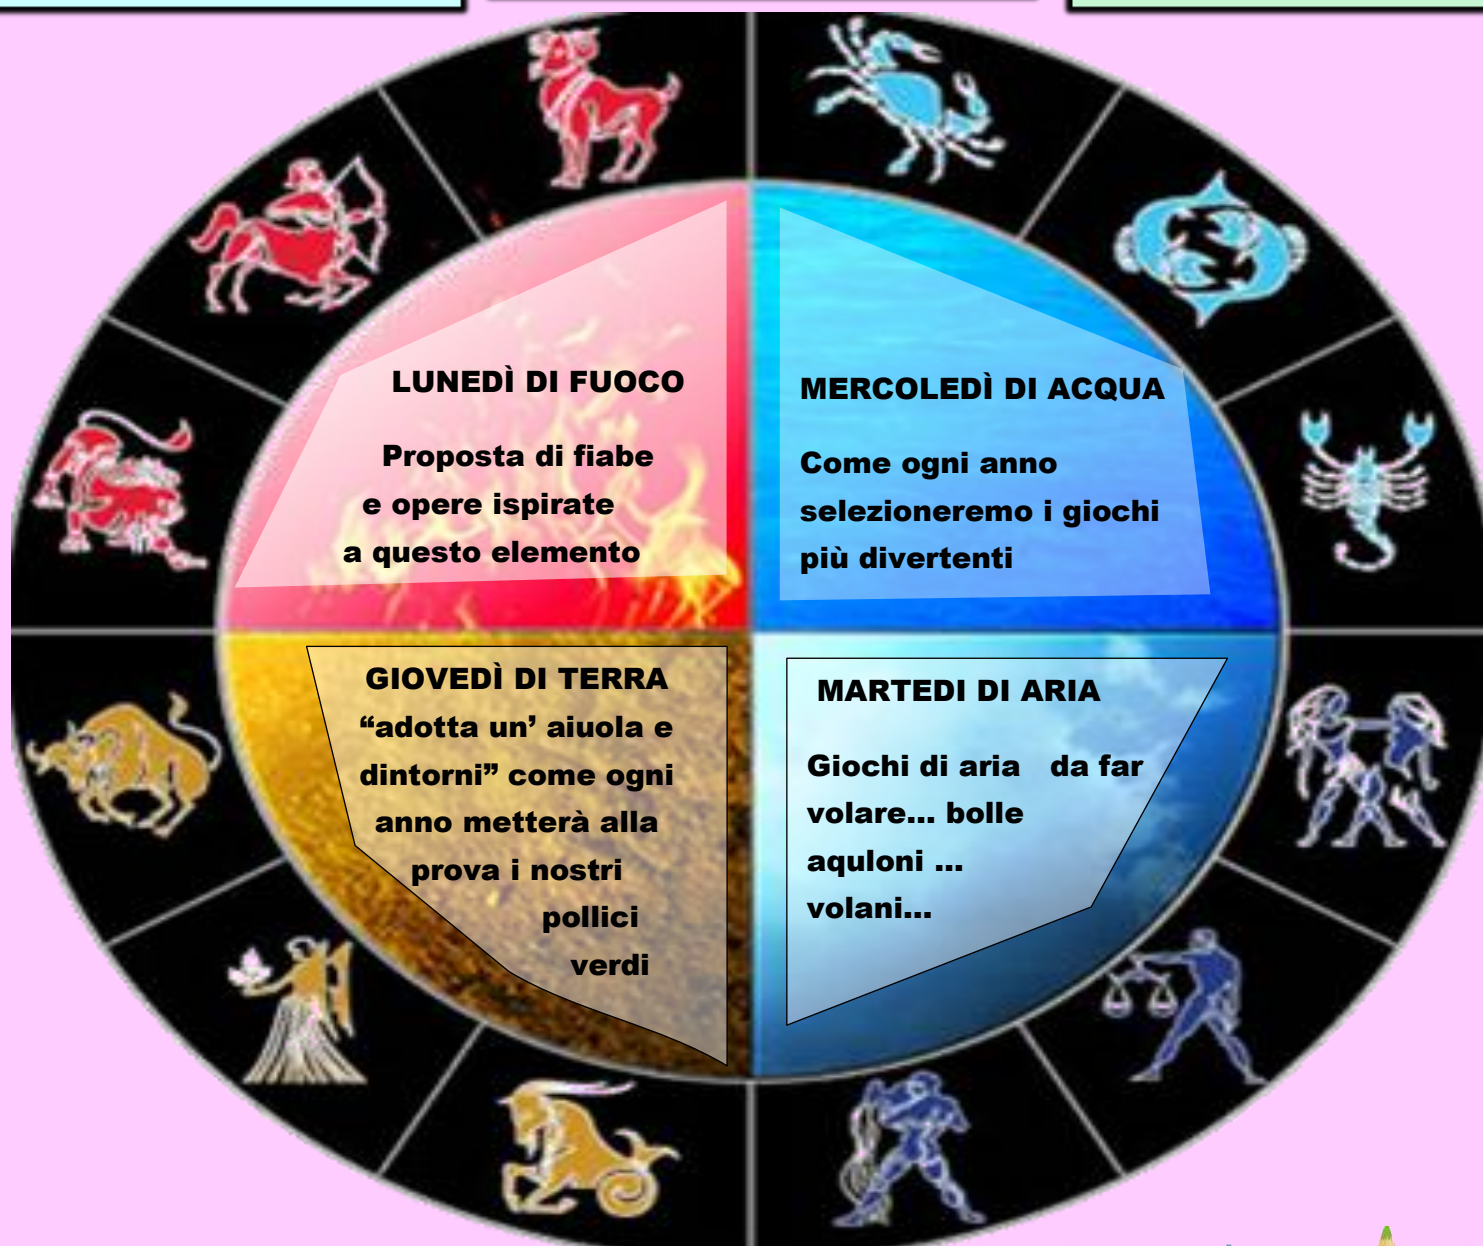 LUNEDÌ DI FUOCO
Proposta di fiabe
e opere ispirate
a questo elemento
MERCOLEDÌ DI ACQUA
Come ogni anno
selezioneremo i giochi
più divertenti
GIOVEDÌ DI TERRA
“adotta un’ aiuola e
dintorni” come ogni
anno metterà alla
prova i nostri
pollici
verdi
MARTEDI DI ARIA
Giochi di aria da far
volare... bolle
aquloni ...
volani...